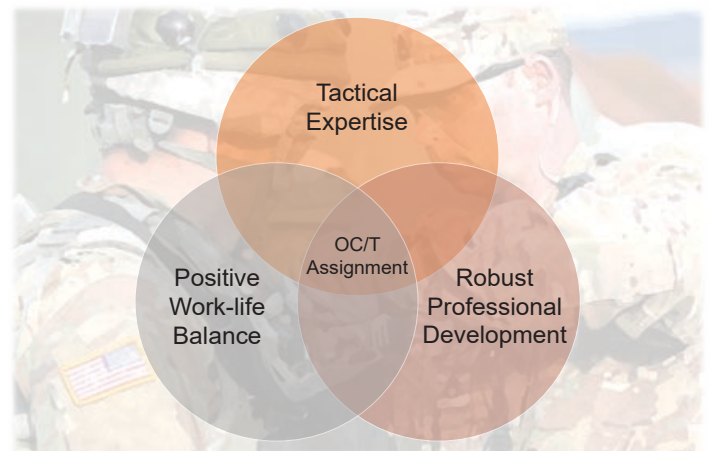 Tactical
Expertise
OC/T
Assignment
Positive
Work-life
Balance
Robust
Professional
Development